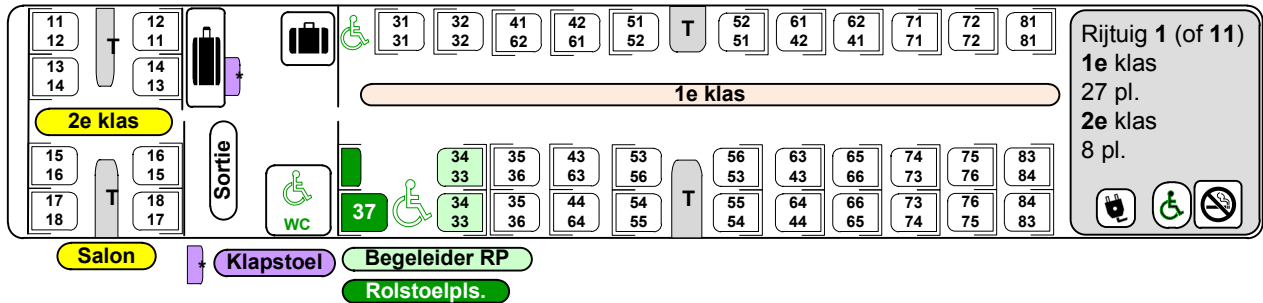 11 12 31 32 41 42 51 T 52 61 62 71 72 81
12 T 11 31 32 62 61 52 51 42 41 71 72 81
13 14
14 13
*
1e klas
2e klas
Sortie
15 16 34 35 43 53 56 63 65 74 75 83
16 15 33 36 63 56 53 43 66 73 76 84
17 T 18 37 34 35 44 54 T 55 64 65 73 76 84
18 17 33 36 64 55 54 44 66 74 75 83
WC
Rijtuig 1 (of 11)
1e klas
27 pl.
2e klas
8 pl.
Salon
* Klapstoel
Begeleider RP
Rolstoelpls.